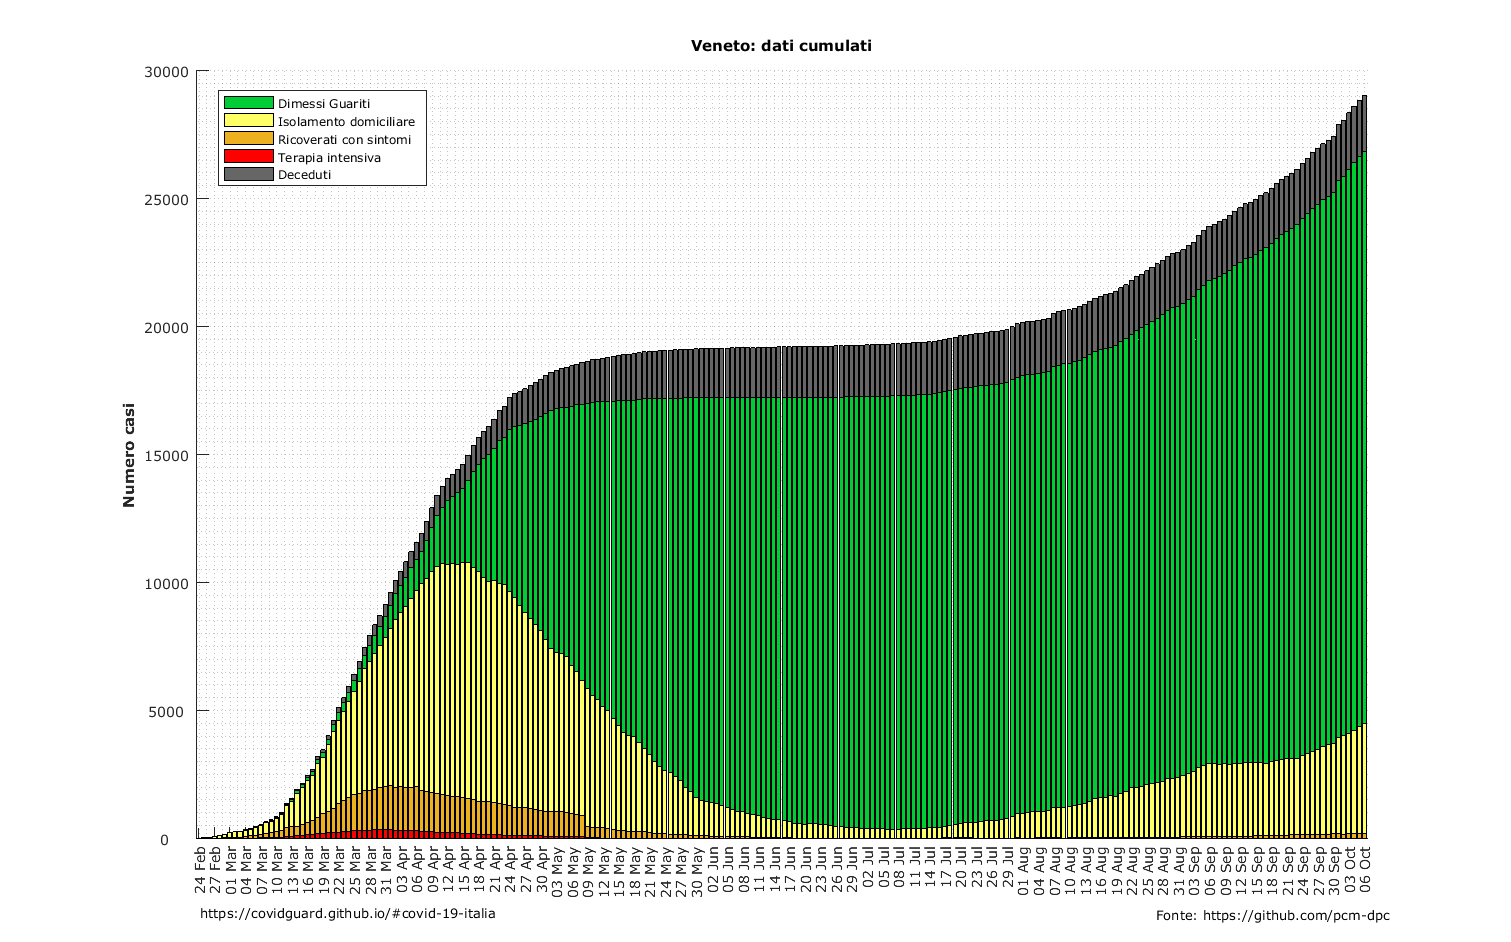 Veneto: dati cumulati
30000
25000
20000
15000
10000
5000
0
Numero casi
Dimessi Guariti
Isolamento domiciliare
Ricoverati con sintomi
Terapia intensiva
Deceduti
24 Feb
27 Feb
01 Mar
04 Mar
07 Mar
10 Mar
13 Mar
16 Mar
19 Mar
22 Mar
25 Mar
28 Mar
31 Mar
03 Apr
06 Apr
09 Apr
12 Apr
15 Apr
18 Apr
21 Apr
24 Apr
27 Apr
30 Apr
03 May
06 May
09 May
12 May
15 May
18 May
21 May
24 May
27 May
30 May
02 Jun
05 Jun
08 Jun
11 Jun
14 Jun
17 Jun
20 Jun
23 Jun
26 Jun
29 Jun
02 Jul
05 Jul
08 Jul
11 Jul
14 Jul
17 Jul
20 Jul
23 Jul
26 Jul
29 Jul
01 Aug
04 Aug
07 Aug
10 Aug
13 Aug
16 Aug
19 Aug
22 Aug
25 Aug
28 Aug
31 Aug
03 Sep
06 Sep
09 Sep
12 Sep
15 Sep
18 Sep
21 Sep
24 Sep
27 Sep
30 Sep
03 Oct
06 Oct
https://covidguard.github.io/#covid-19-italia
Fonte: https://github.com/pcm-dpc